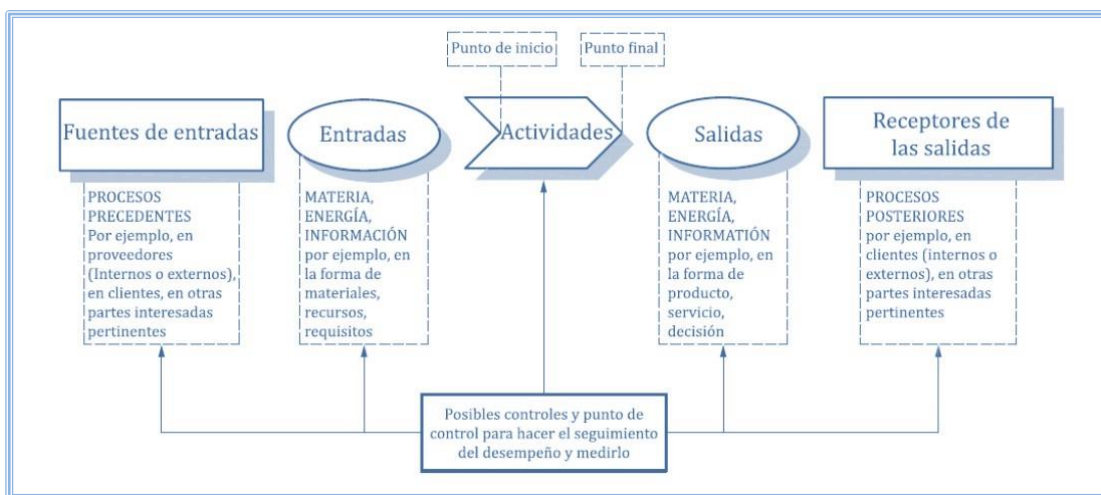 Punto de inicio
Punto final
Fuentes de entradas
Entradas
Actividades
Salidas
Receptores de
las salidas
PROCESOS
PRECEDENTES
Por ejemplo, en
proveedores
(Internos o externos),
en clientes, en otras
partes interesadas
pertinentes
MATERIA,
ENERGÍA,
INFORMACIÓN
por ejemplo, en
la forma de
materiales,
recursos,
requisitos
MATERIA,
ENERGÍA,
INFORMATIÓN
por ejemplo, en
la forma de
producto,
servicio,
decisión
PROCESOS
POSTERIORES
por ejemplo, en
clientes (internos o
externos), en otras
partes interesadas
pertinentes
Posibles controles y punto de
control para hacer el seguimiento
del desempeño y medirlo